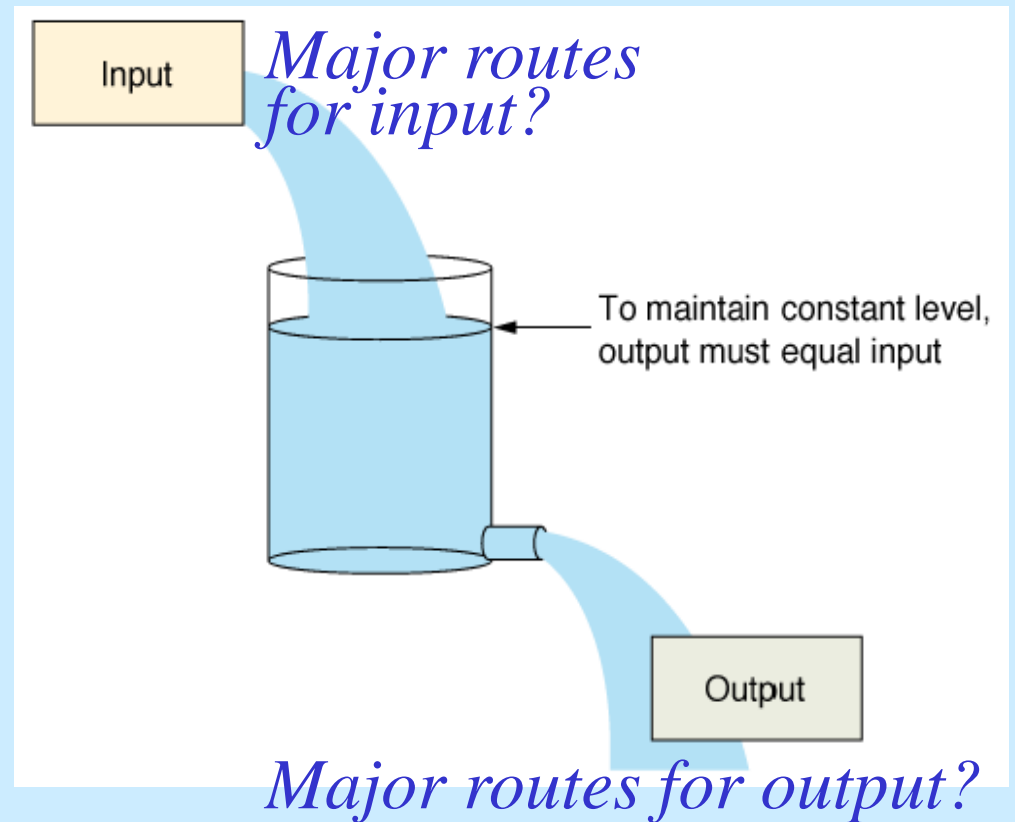 Input
Major routes
for input?
To maintain constant level,
output must equal input
Output
Major routes for output?